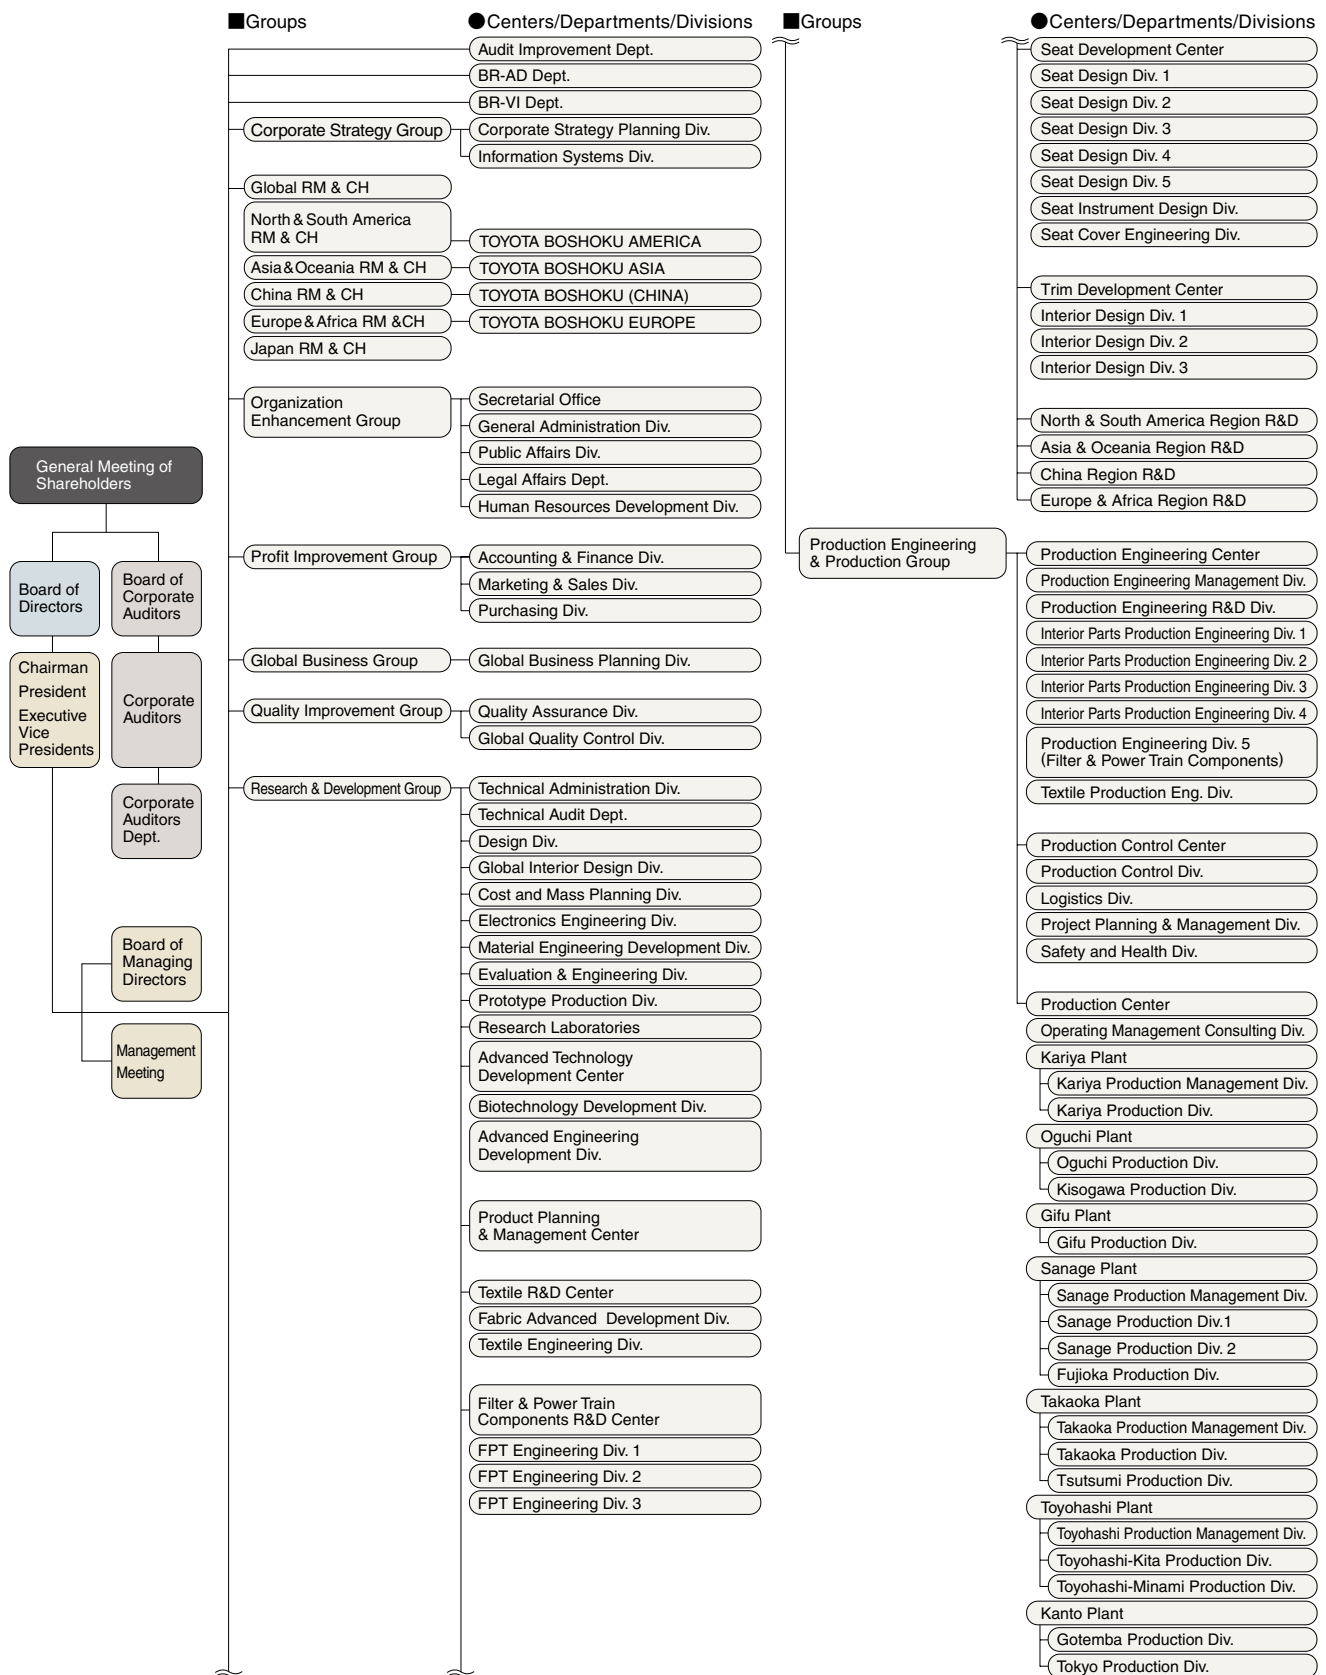 ■Groups
●Centers/Departments/Divisions
■Groups
●Centers/Departments/Divisions
General Meeting of
Shareholders
Board of
Directors
Board of
Corporate
Auditors
Chairman
President
Executive
Vice
Presidents
Corporate
Auditors
Corporate
Auditors
Dept.
Board of
Managing
Directors
Management
Meeting
Audit Improvement Dept.
BR-AD Dept.
BR-VI Dept.
Corporate Strategy Group
Corporate Strategy Planning Div.
Information Systems Div.
Global RM & CH
North & South America
RM & CH
TOYOTA BOSHOKU AMERICA
Asia&Oceania RM & CH
TOYOTA BOSHOKU ASIA
China RM & CH
TOYOTA BOSHOKU (CHINA)
Europe&Africa RM &CH
TOYOTA BOSHOKU EUROPE
Japan RM & CH
Organization
Enhancement Group
Secretarial Office
General Administration Div.
Public Affairs Div.
Legal Affairs Dept.
Human Resources Development Div.
Profit Improvement Group
Accounting & Finance Div.
Marketing & Sales Div.
Purchasing Div.
Global Business Group
Global Business Planning Div.
Quality Improvement Group
Quality Assurance Div.
Global Quality Control Div.
Research & Development Group
Technical Administration Div.
Technical Audit Dept.
Design Div.
Global Interior Design Div.
Cost and Mass Planning Div.
Electronics Engineering Div.
Material Engineering Development Div.
Evaluation & Engineering Div.
Prototype Production Div.
Research Laboratories
Advanced Technology
Development Center
Biotechnology Development Div.
Advanced Engineering
Development Div.
Product Planning
& Management Center
Textile R&D Center
Fabric Advanced Development Div.
Textile Engineering Div.
Filter & Power Train
Components R&D Center
FPT Engineering Div. 1
FPT Engineering Div. 2
FPT Engineering Div. 3
Seat Development Center
Seat Design Div. 1
Seat Design Div. 2
Seat Design Div. 3
Seat Design Div. 4
Seat Design Div. 5
Seat Instrument Design Div.
Seat Cover Engineering Div.
Trim Development Center
Interior Design Div. 1
Interior Design Div. 2
Interior Design Div. 3
North & South America Region R&D
Asia & Oceania Region R&D
China Region R&D
Europe & Africa Region R&D
Production Engineering
& Production Group
Production Engineering Center
Production Engineering Management Div.
Production Engineering R&D Div.
Interior Parts Production Engineering Div. 1
Interior Parts Production Engineering Div. 2
Interior Parts Production Engineering Div. 3
Interior Parts Production Engineering Div. 4
Production Engineering Div. 5
(Filter & Power Train Components)
Textile Production Eng. Div.
Production Control Center
Production Control Div.
Logistics Div.
Project Planning & Management Div.
Safety and Health Div.
Production Center
Operating Management Consulting Div.
Kariya Plant
Kariya Production Management Div.
Kariya Production Div.
Oguchi Plant
Oguchi Production Div.
Kisogawa Production Div.
Gifu Plant
Gifu Production Div.
Sanage Plant
Sanage Production Management Div.
Sanage Production Div.1
Sanage Production Div. 2
Fujioka Production Div.
Takaoka Plant
Takaoka Production Management Div.
Takaoka Production Div.
Tsutsumi Production Div.
Toyohashi Plant
Toyohashi Production Management Div.
Toyohashi-Kita Production Div.
Toyohashi-Minami Production Div.
Kanto Plant
Gotemba Production Div.
Tokyo Production Div.